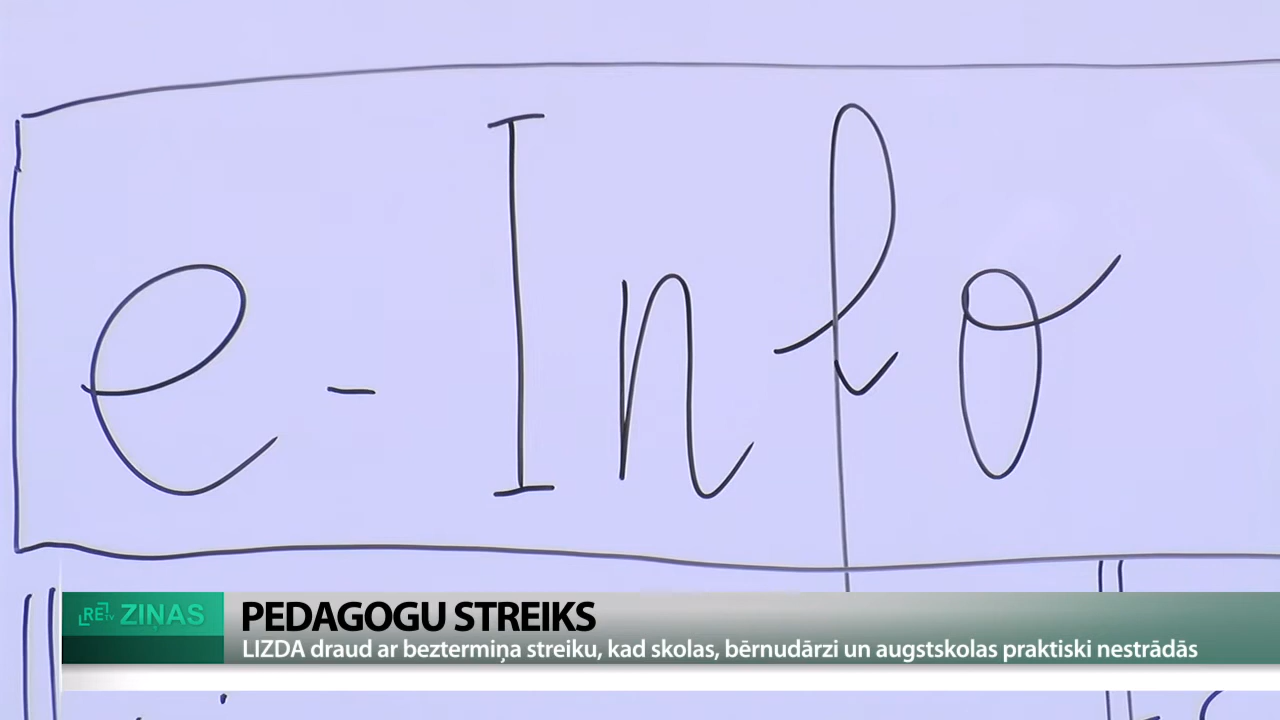 e-Info
RE TV ZIŅAS
PEDAGOGU STREIKS
LIZDA draud ar beztermiņa streiku, kad skolas, bērnudārzi un augstskolas praktiski nestrādās